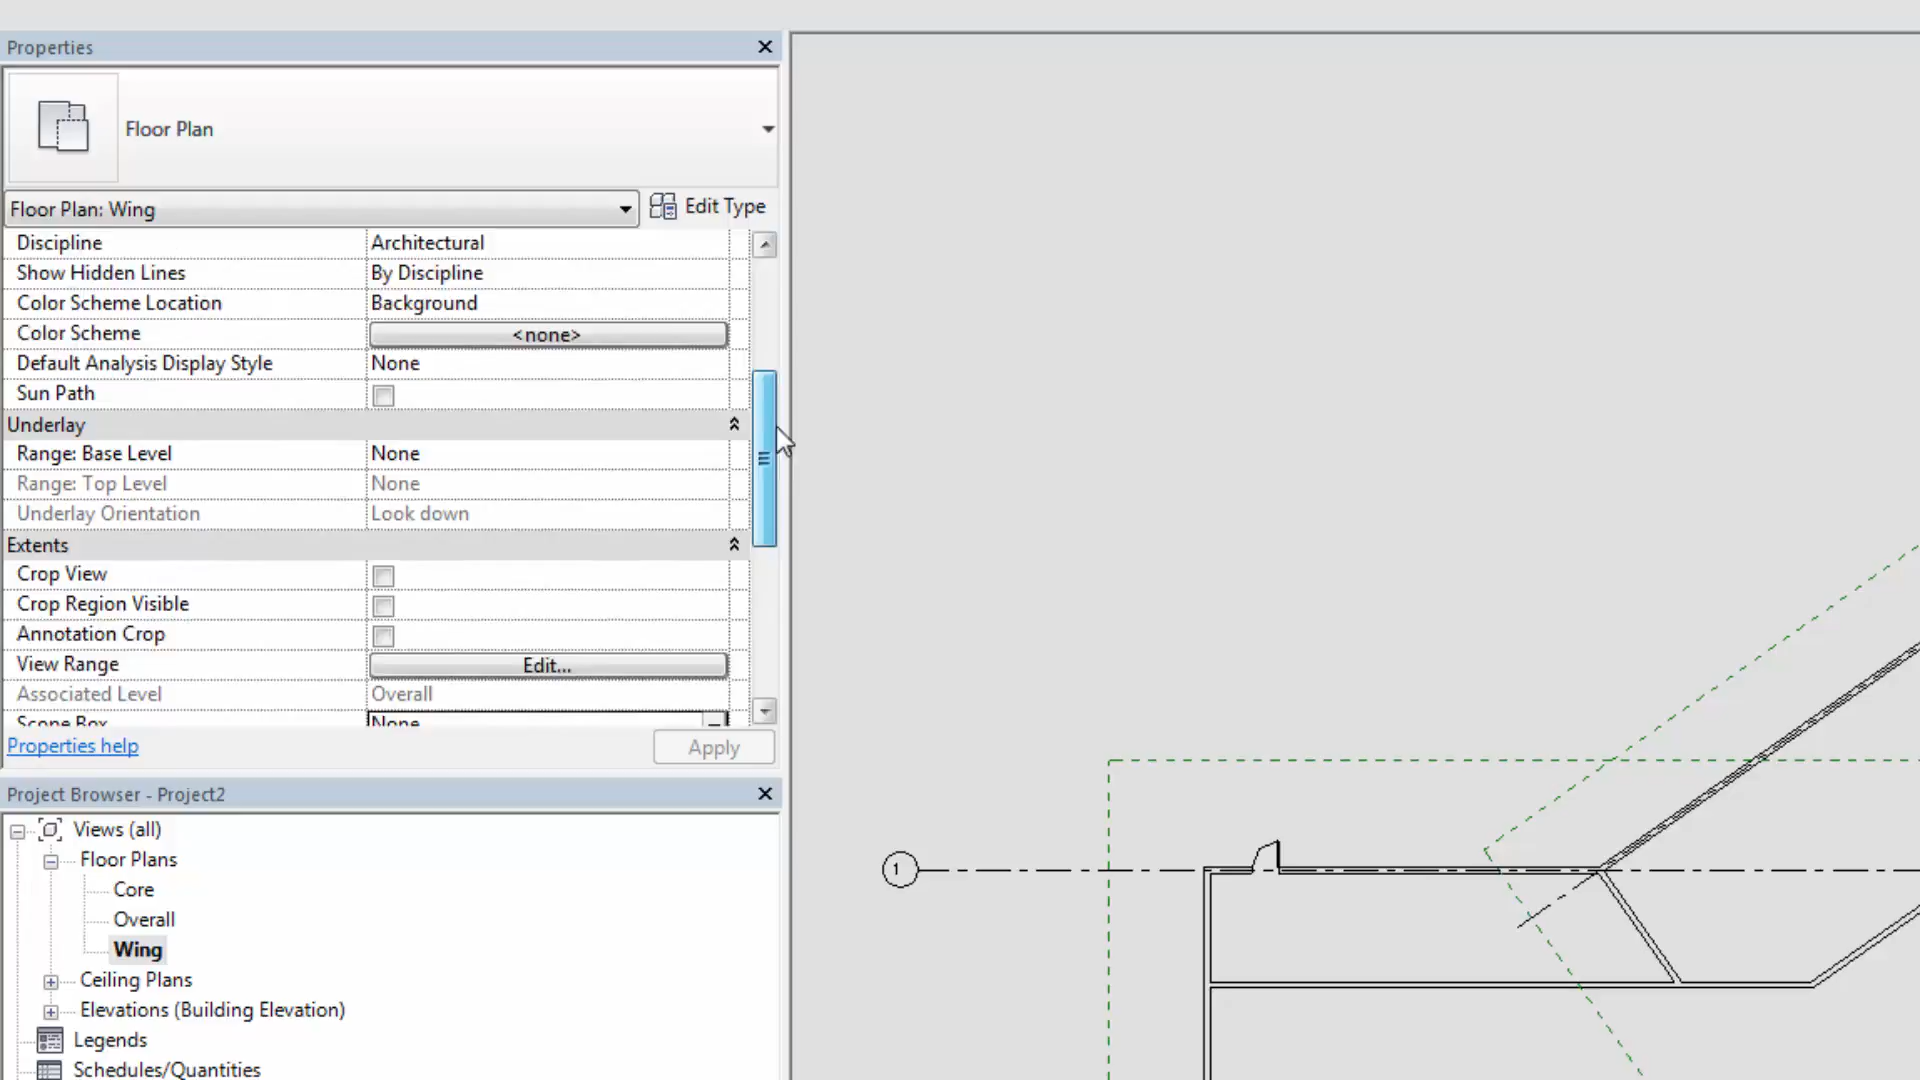 Properties
Floor Plan
Floor Plan: Wing Edit Type
Discipline Architectural
Show Hidden Lines By Discipline
Color Scheme Location Background
Color Scheme <none>
Default Analysis Display Style None
Sun Path
Underlay
Range: Base Level None
Range: Top Level None
Underlay Orientation Look down
Extents
Crop View
Crop Region Visible
Annotation Crop
View Range Edit...
Associated Level Overall
Scope Box None
Properties help Apply
Project Browser - Project2
Views (all)
Floor Plans
Core
Overall
Wing
Ceiling Plans
Elevations (Building Elevation)
Legends
Schedules/Quantities
1